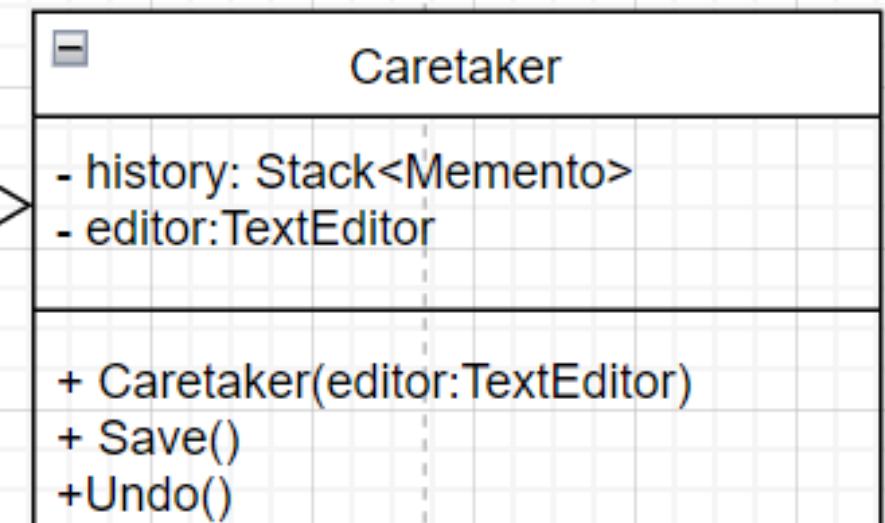 Caretaker
- history: Stack<Memento>
- editor:TextEditor
+ Caretaker(editor:TextEditor)
+ Save()
+Undo()